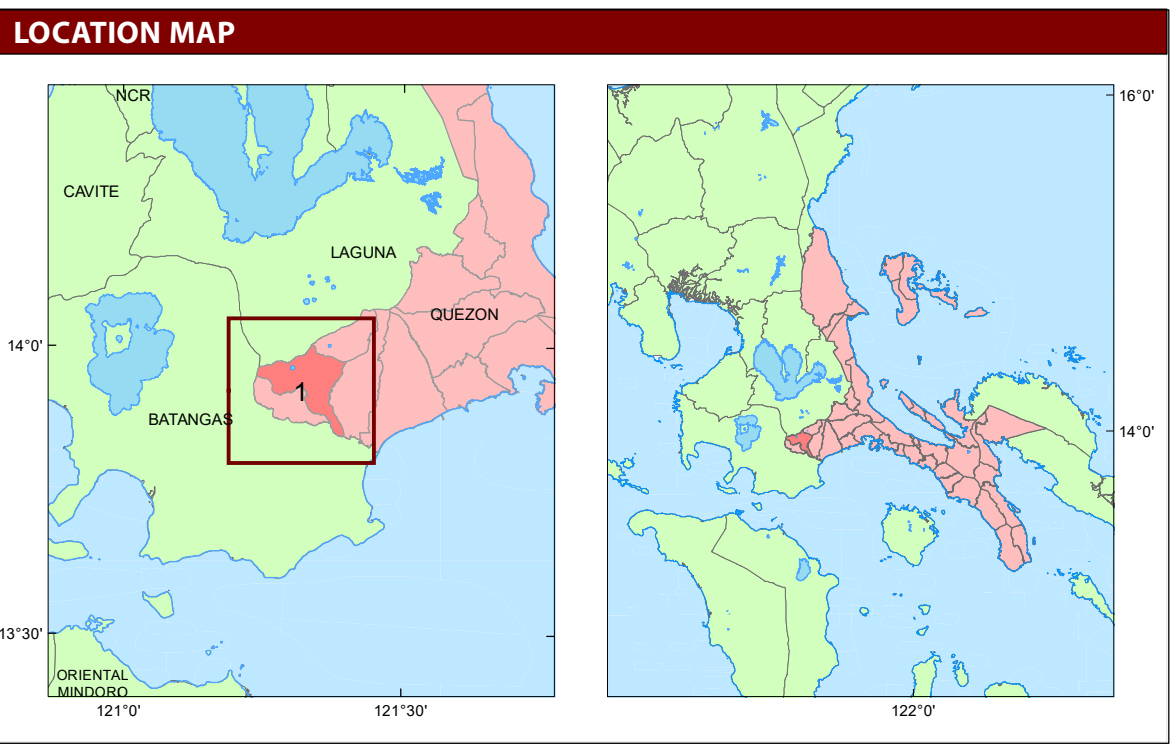 LOCATION MAP
NCR
CAVITE
LAGUNA
QUEZON
14°0'
1
BATANGAS
13°30'
ORIENTAL
MINDORO
121°0'
121°30'
16°0'
14°0'
122°0'